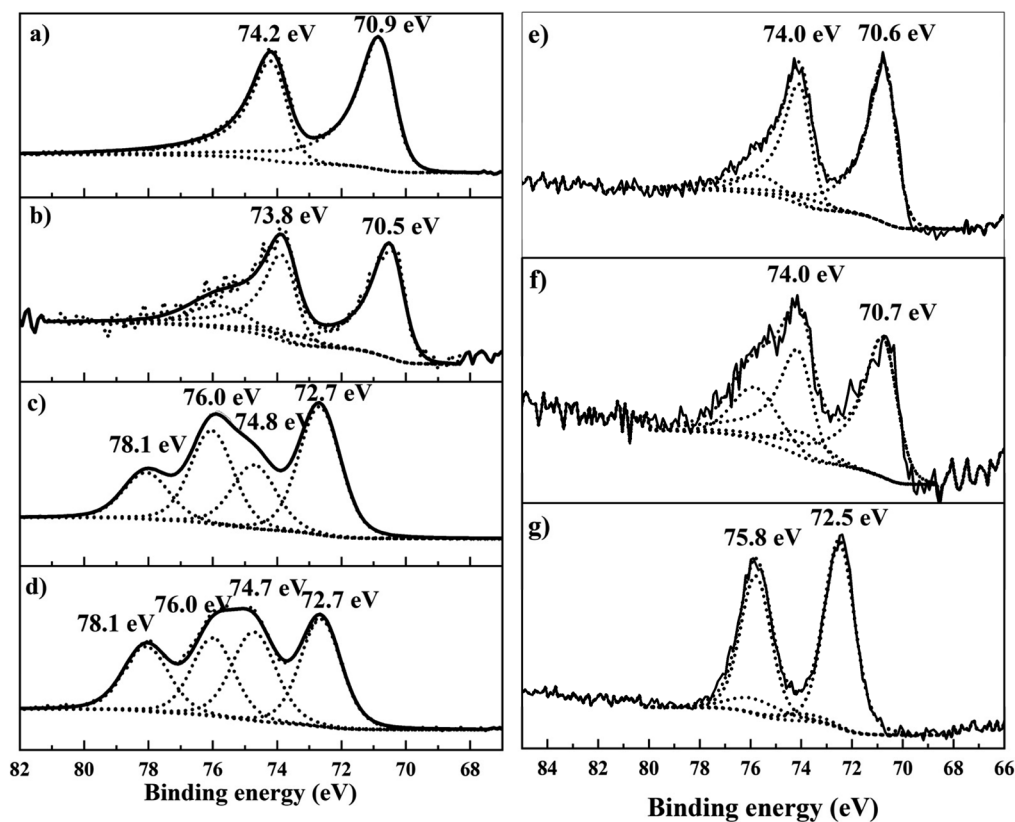 a)
74.2 eV
70.9 eV
b)
73.8 eV
70.5 eV
c)
78.1 eV
76.0 eV
74.8 eV
72.7 eV
d)
78.1 eV
76.0 eV
74.7 eV
72.7 eV
82 80 78 76 74 72 70 68
Binding energy (eV)
e)
74.0 eV
70.6 eV
f)
74.0 eV
70.7 eV
g)
75.8 eV
72.5 eV
84 82 80 78 76 74 72 70 68 66
Binding energy (eV)